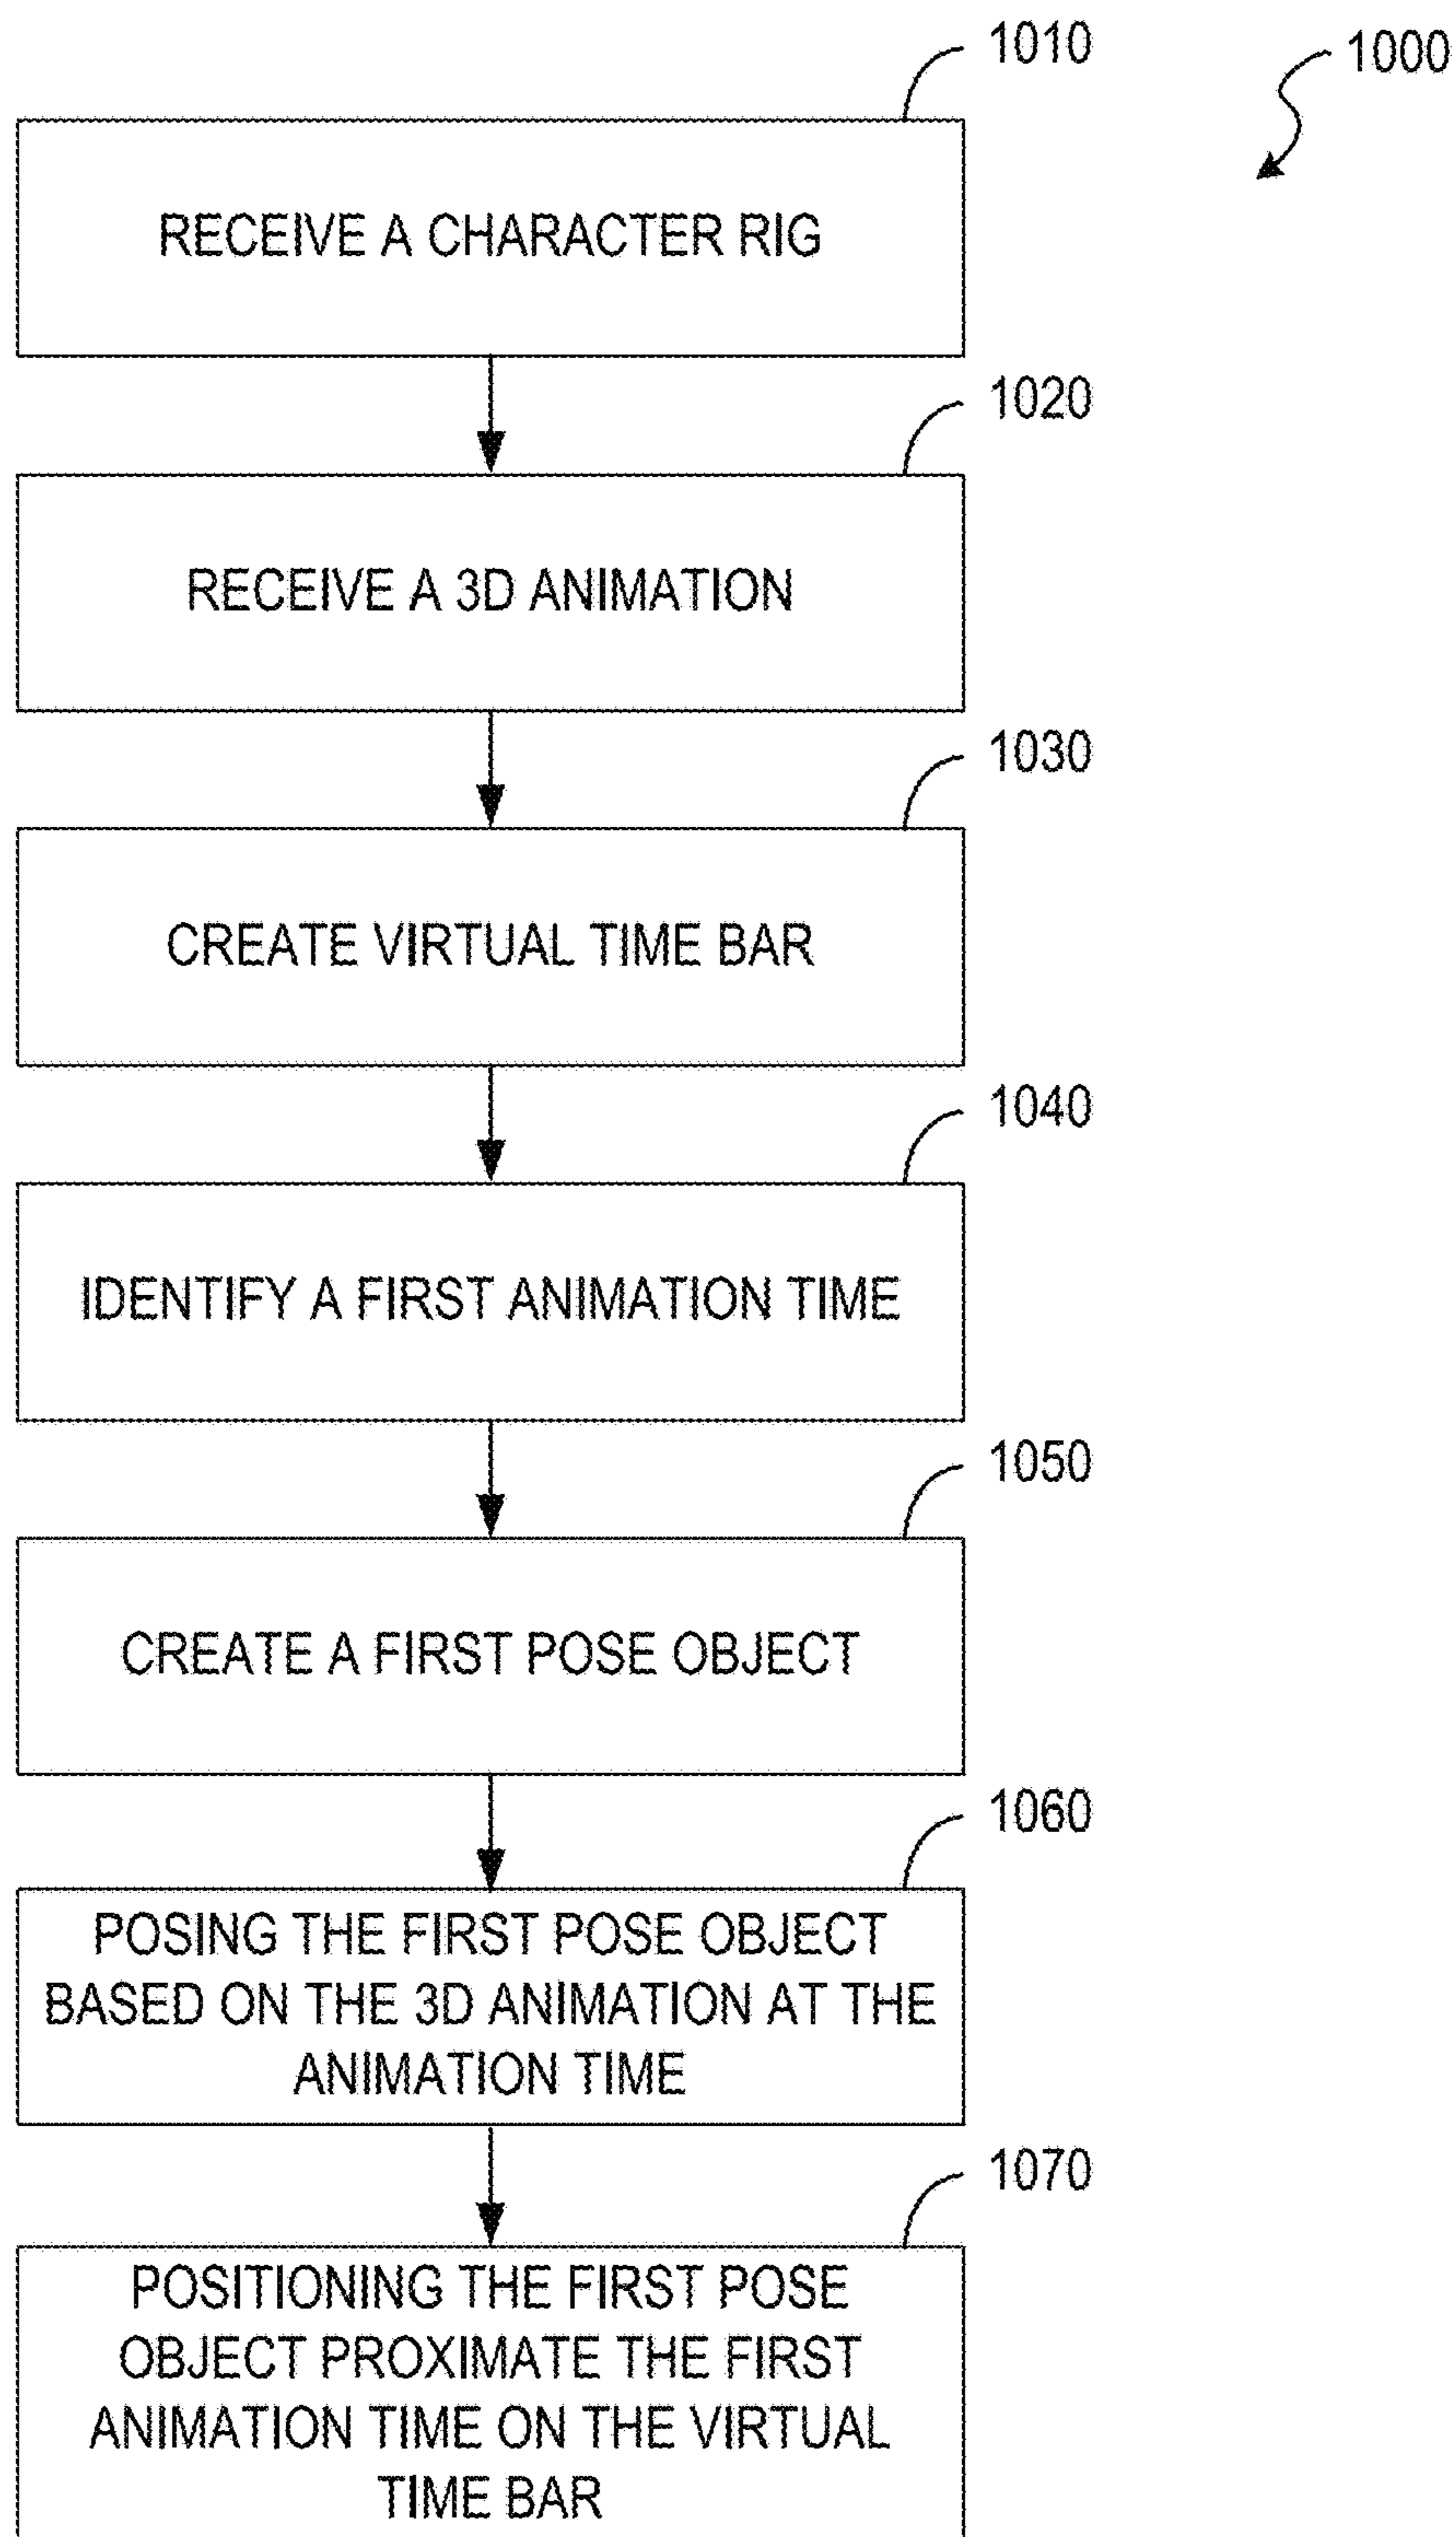 1010
1000
RECEIVE A CHARACTER RIG
1020
RECEIVE A 3D ANIMATION
1030
CREATE VIRTUAL TIME BAR
1040
IDENTIFY A FIRST ANIMATION TIME
1050
CREATE A FIRST POSE OBJECT
1060
POSING THE FIRST POSE OBJECT
BASED ON THE 3D ANIMATION AT THE
ANIMATION TIME
1070
POSITIONING THE FIRST POSE
OBJECT PROXIMATE THE FIRST
ANIMATION TIME ON THE VIRTUAL
TIME BAR